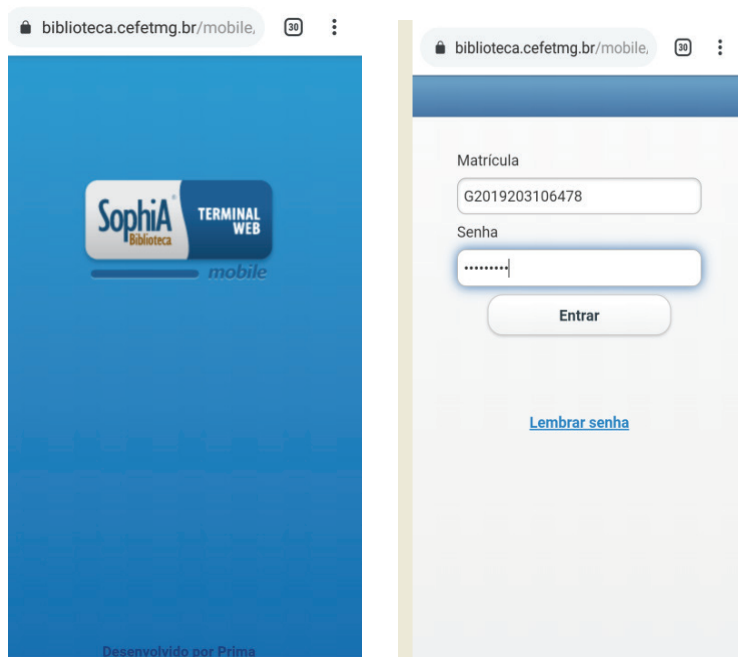 biblioteca.cefetmg.br/mobile,
30
SophiA
Biblioteca
TERMINAL
WEB
mobile
Desenvolvido por Prima
biblioteca.cefetmg.br/mobile,
30
Matrícula
G2019203106478
Senha
•••••••••
Entrar
Lembrar senha